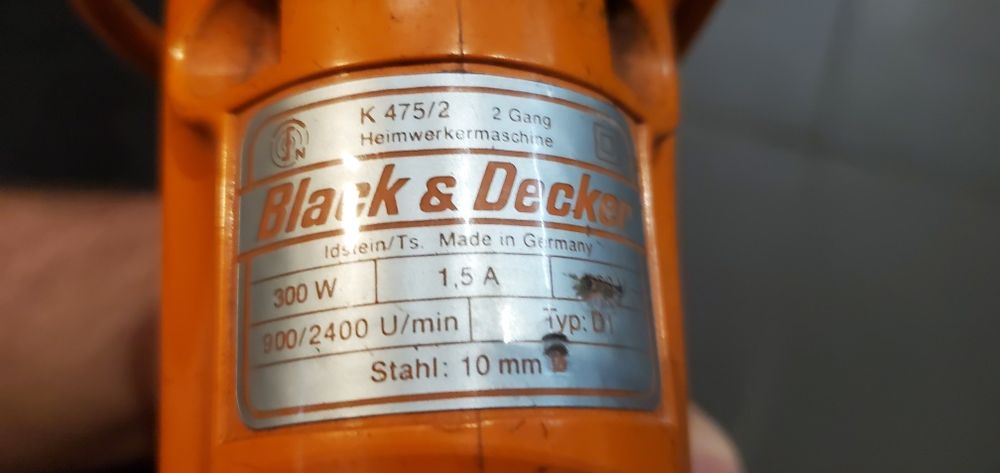 K 475/2 2 Gang
Heimwerkermaschine
Black & Decker
Idstein/Ts. Made in Germany
300 W 1,5 A
900/2400 U/min Typ: D1
Stahl: 10 mm